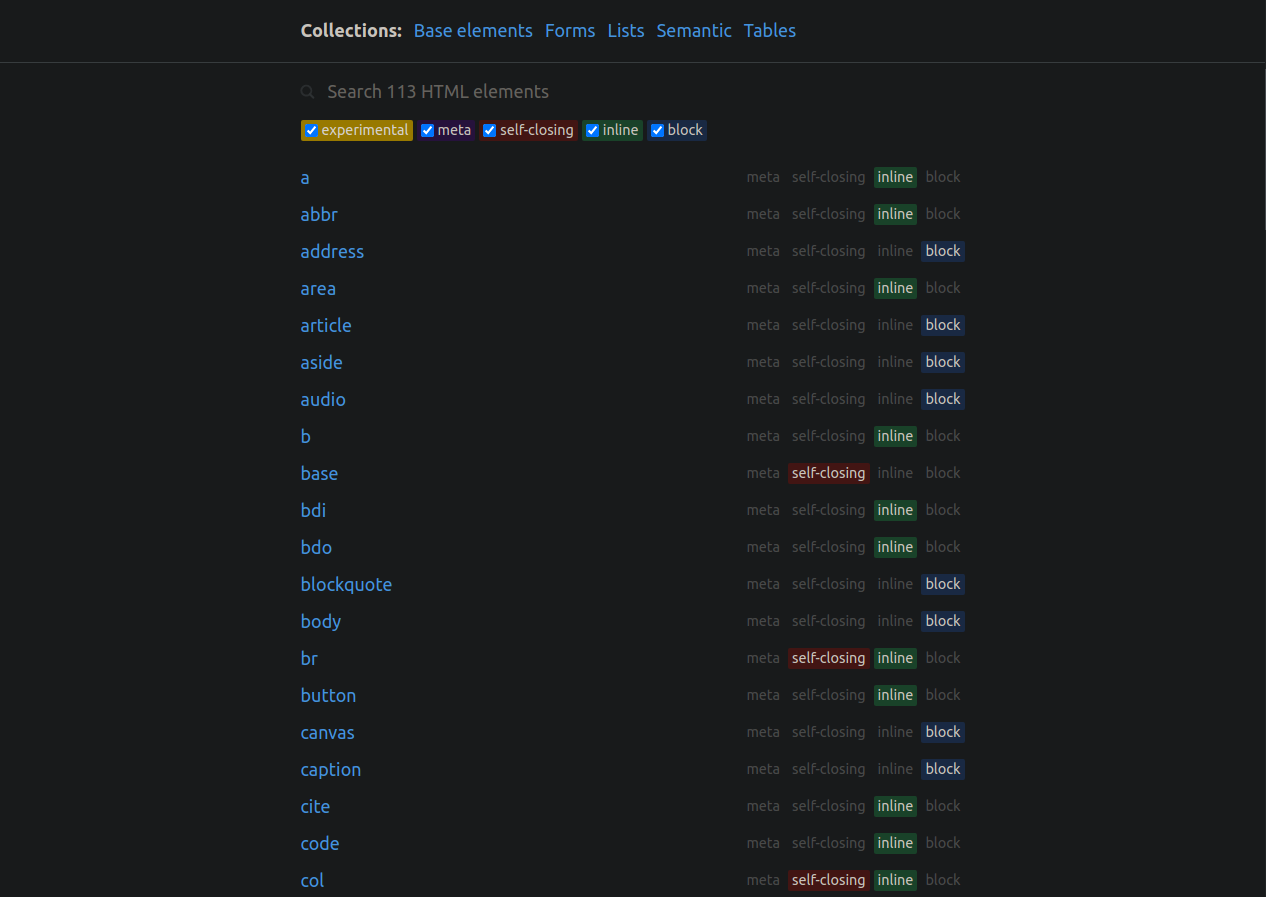 Collections: Base elements Forms Lists Semantic Tables
Search 113 HTML elements
experimental meta self-closing inline block
a meta self-closing inline block
abbr meta self-closing inline block
address meta self-closing inline block
area meta self-closing inline block
article meta self-closing inline block
aside meta self-closing inline block
audio meta self-closing inline block
b meta self-closing inline block
base meta self-closing inline block
bdi meta self-closing inline block
bdo meta self-closing inline block
blockquote meta self-closing inline block
body meta self-closing inline block
br meta self-closing inline block
button meta self-closing inline block
canvas meta self-closing inline block
caption meta self-closing inline block
cite meta self-closing inline block
code meta self-closing inline block
col meta self-closing inline block